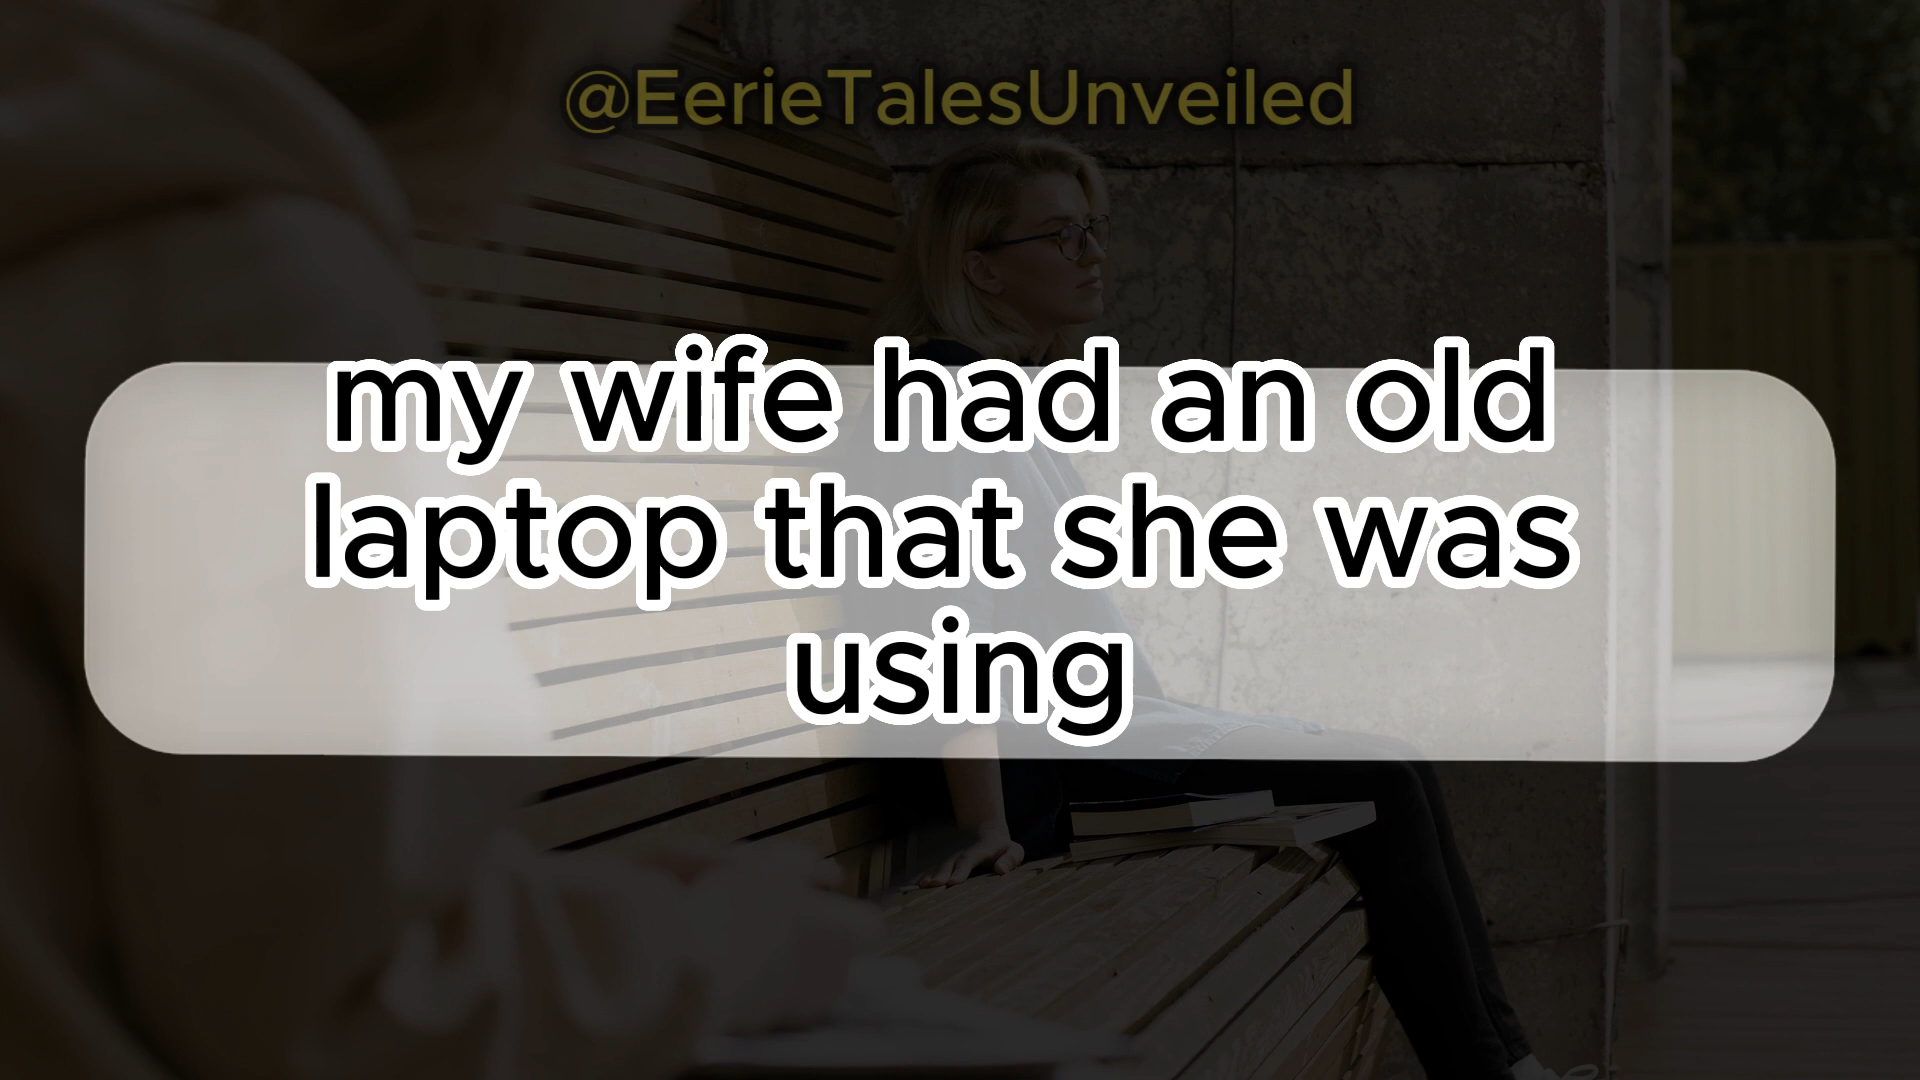 @EerieTalesUnveiled
my wife had an old
laptop that she was
using